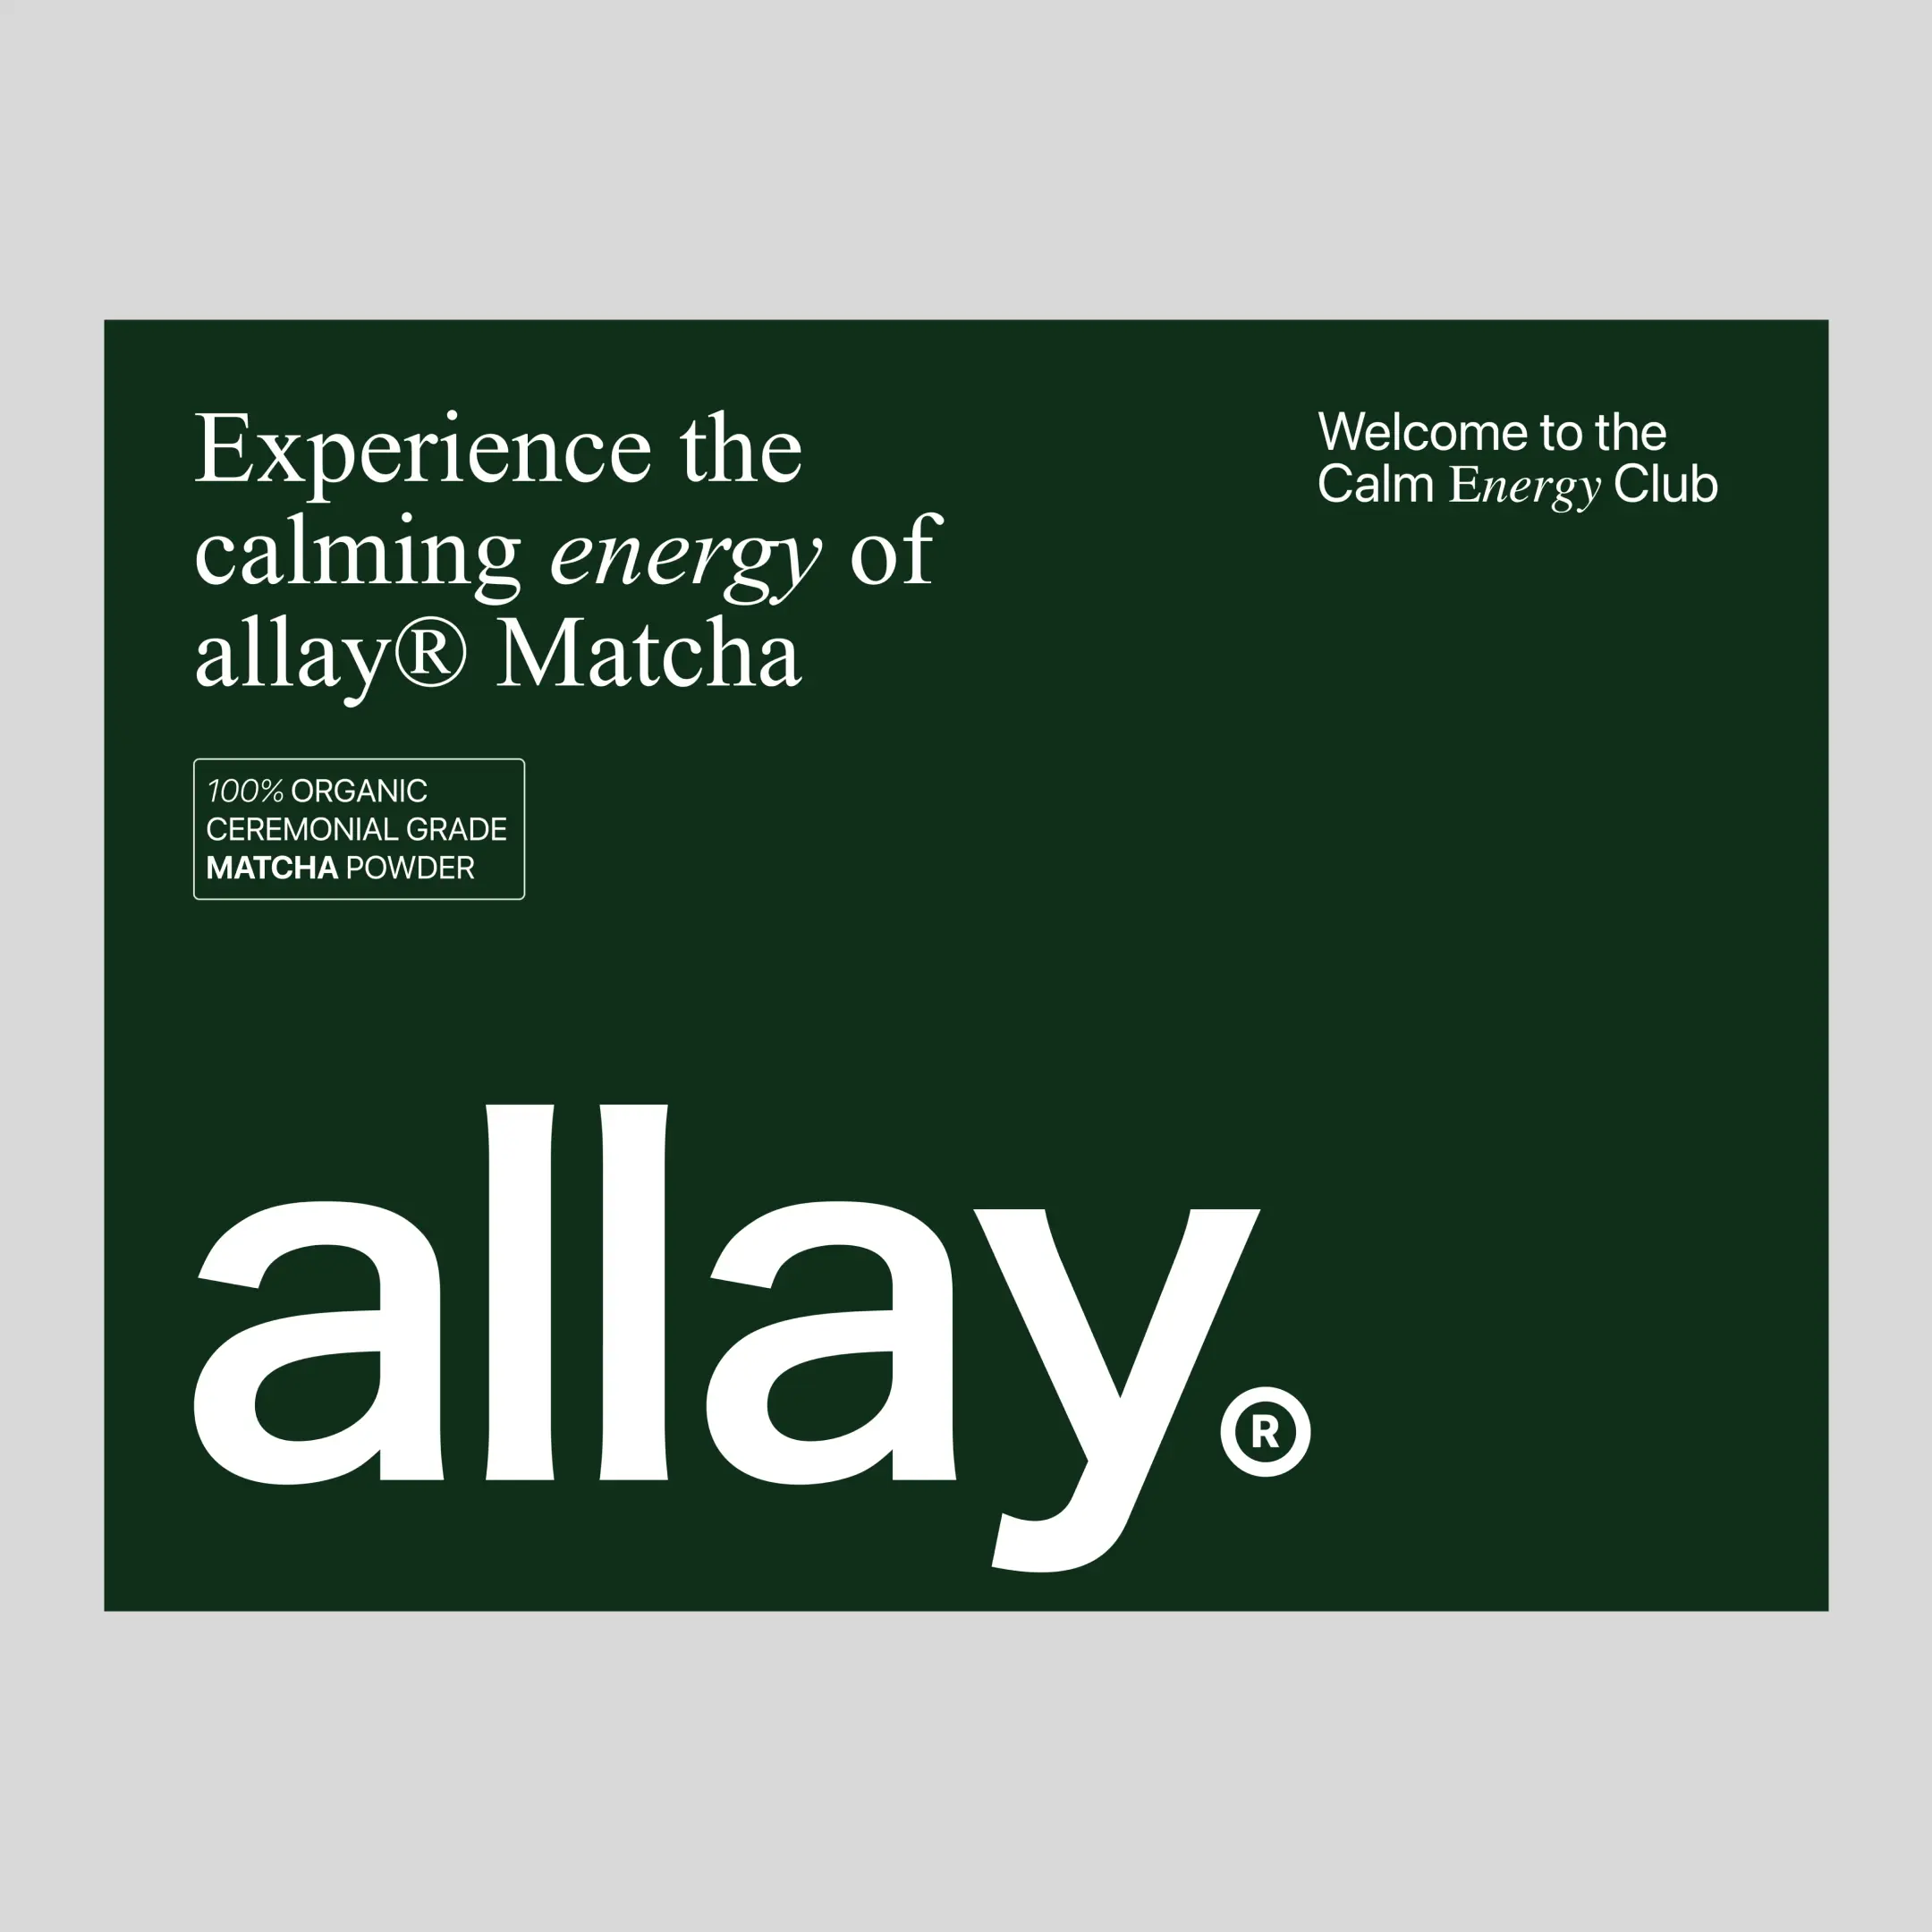 Experience the
calming energy of
allay® Matcha
Welcome to the
Calm Energy Club
100% ORGANIC
CEREMONIAL GRADE
MATCHA POWDER
allay.®